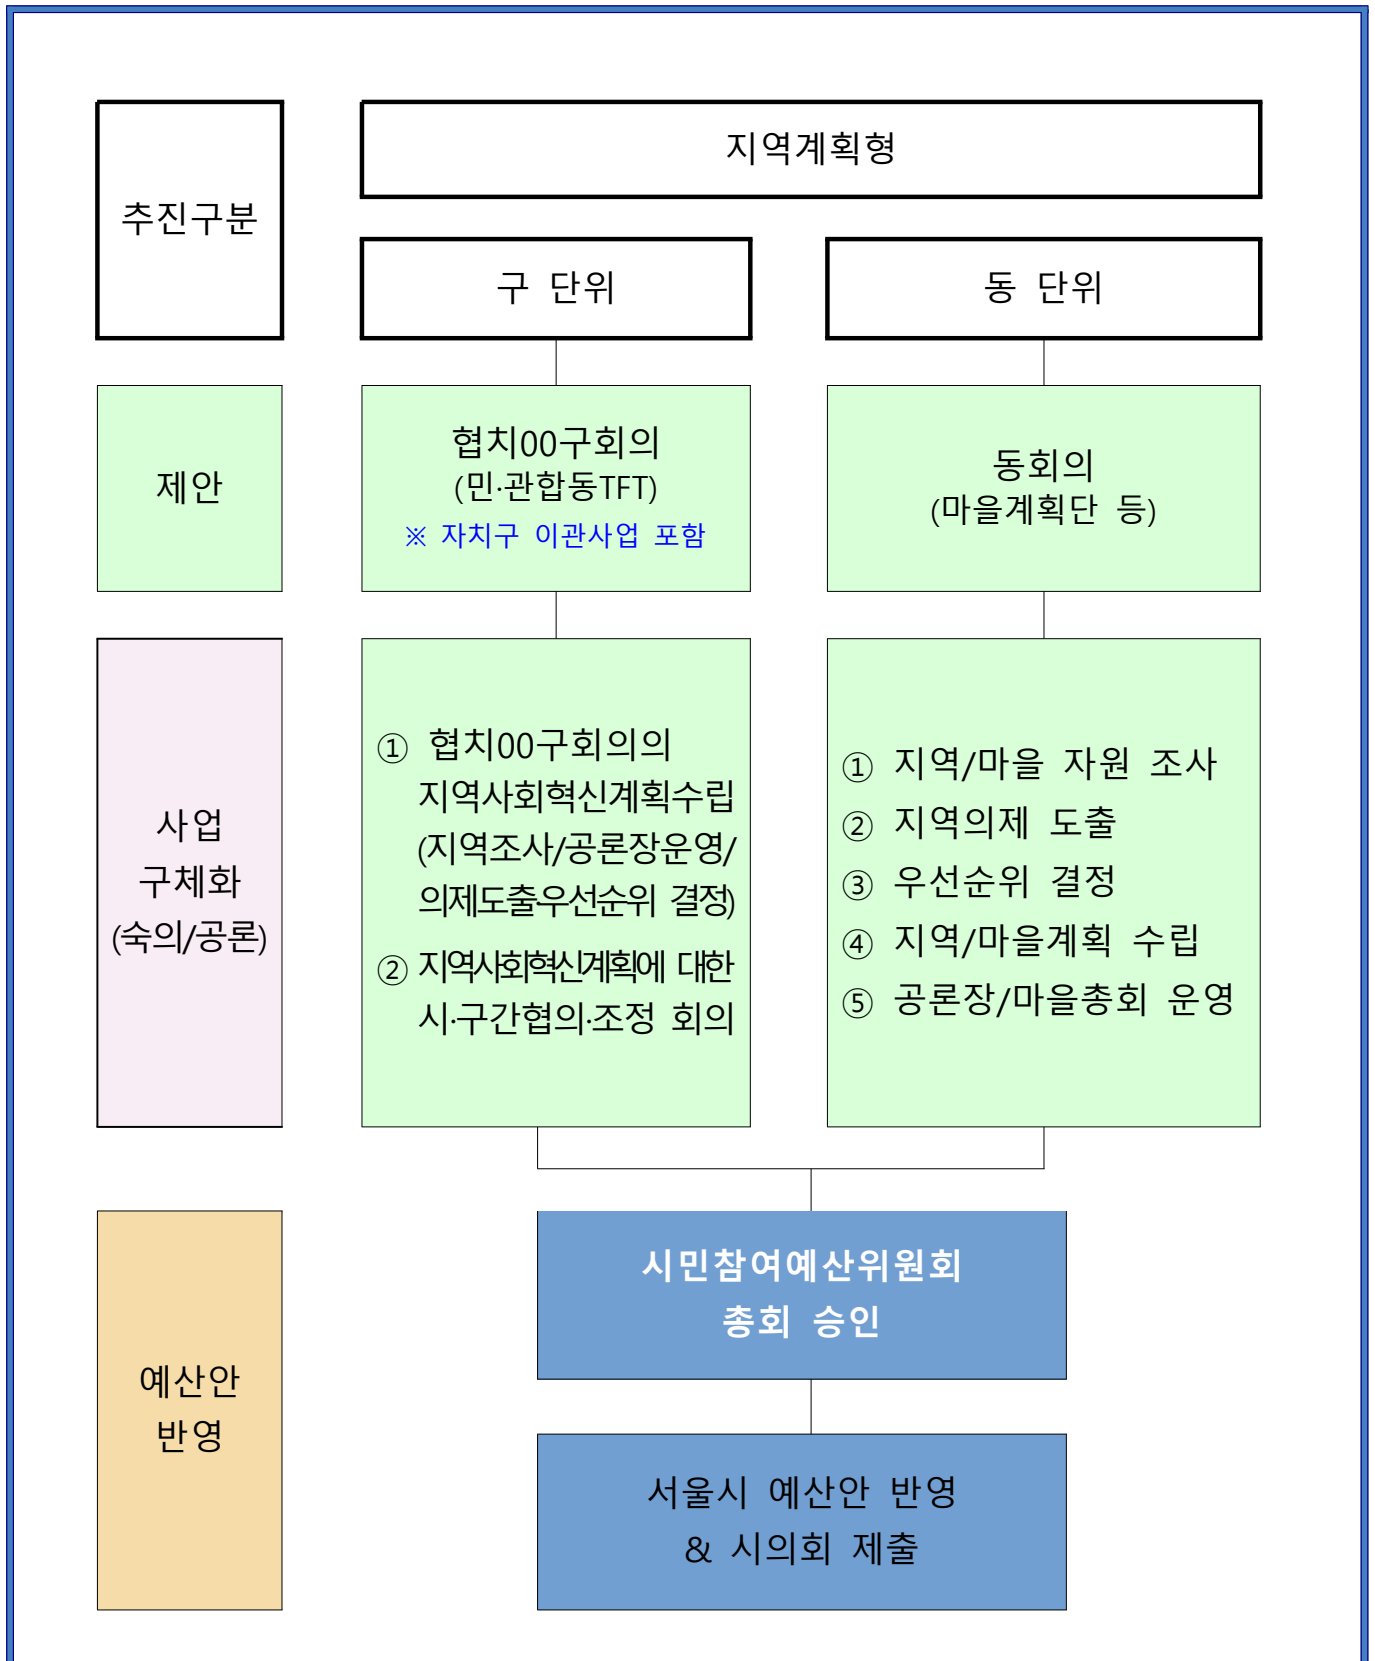 추진구분
지역계획형
구 단위
동 단위
제안
협치00구회의
(민·관합동TFT)
※ 자치구 이관사업 포함
동회의
(마을계획단 등)
사업
구체화
(숙의/공론)
① 협치00구회의의
지역사회혁신계획수립
(지역조사/공론장운영/
의제도출·우선순위 결정)
② 지역사회혁신계획에 대한
시·구간협의·조정 회의
① 지역/마을 자원 조사
② 지역의제 도출
③ 우선순위 결정
④ 지역/마을계획 수립
⑤ 공론장/마을총회 운영
예산안
반영
시민참여예산위원회
총회 승인
서울시 예산안 반영
& 시의회 제출